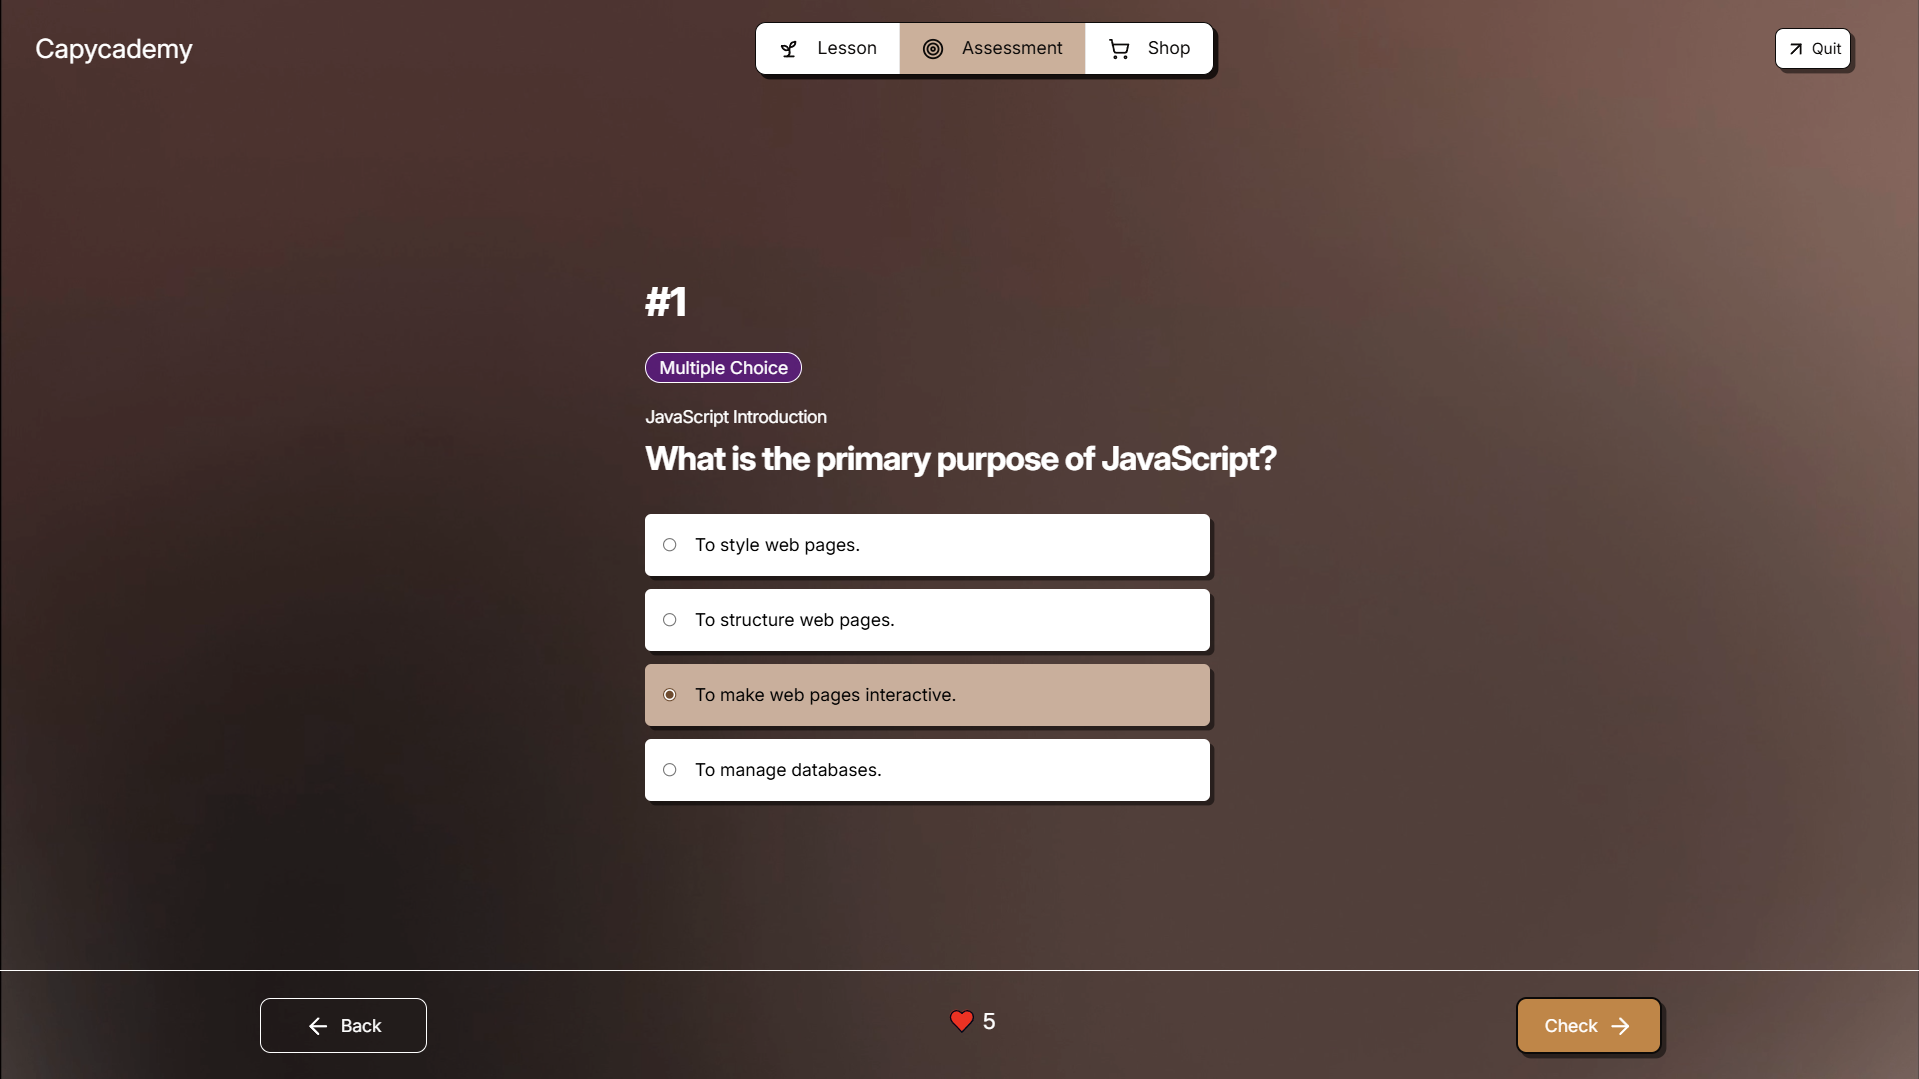 Capycademy
Lesson
Assessment
Shop
Quit
#1
Multiple Choice
JavaScript Introduction
What is the primary purpose of JavaScript?
To style web pages.
To structure web pages.
To make web pages interactive.
To manage databases.
Back
5
Check